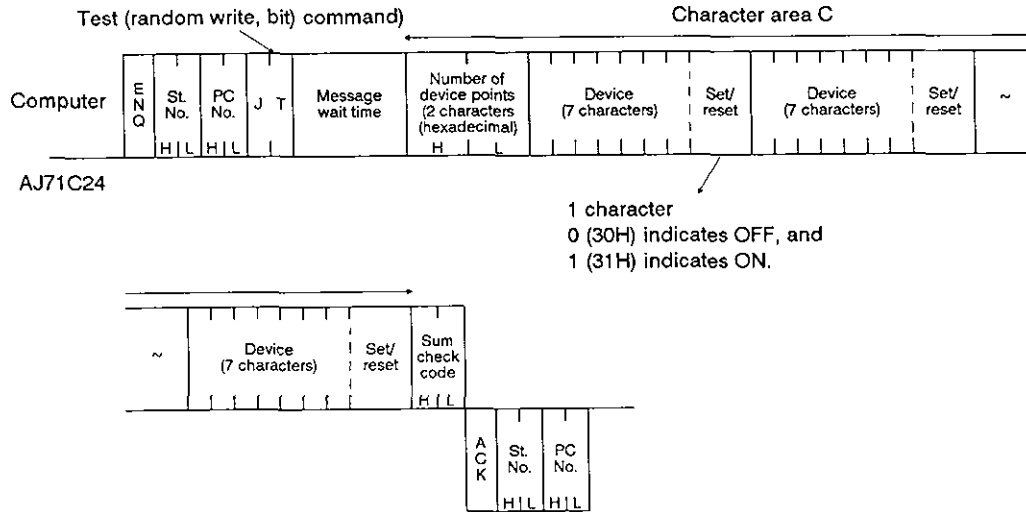 Test (random write, bit) command)
Character area C
Computer
E
N
Q
St.
No.
H L
PC
No.
H L
J T
Message
wait time
Number of
device points
(2 characters
(hexadecimal)
H L
Device
(7 characters)
Set/
reset
Device
(7 characters)
Set/
reset
~
AJ71C24
1 character
0 (30H) indicates OFF, and
1 (31H) indicates ON.
~
Device
(7 characters)
Set/
reset
Sum
check
code
H L
A
C
K
St.
No.
H L
PC
No.
H L